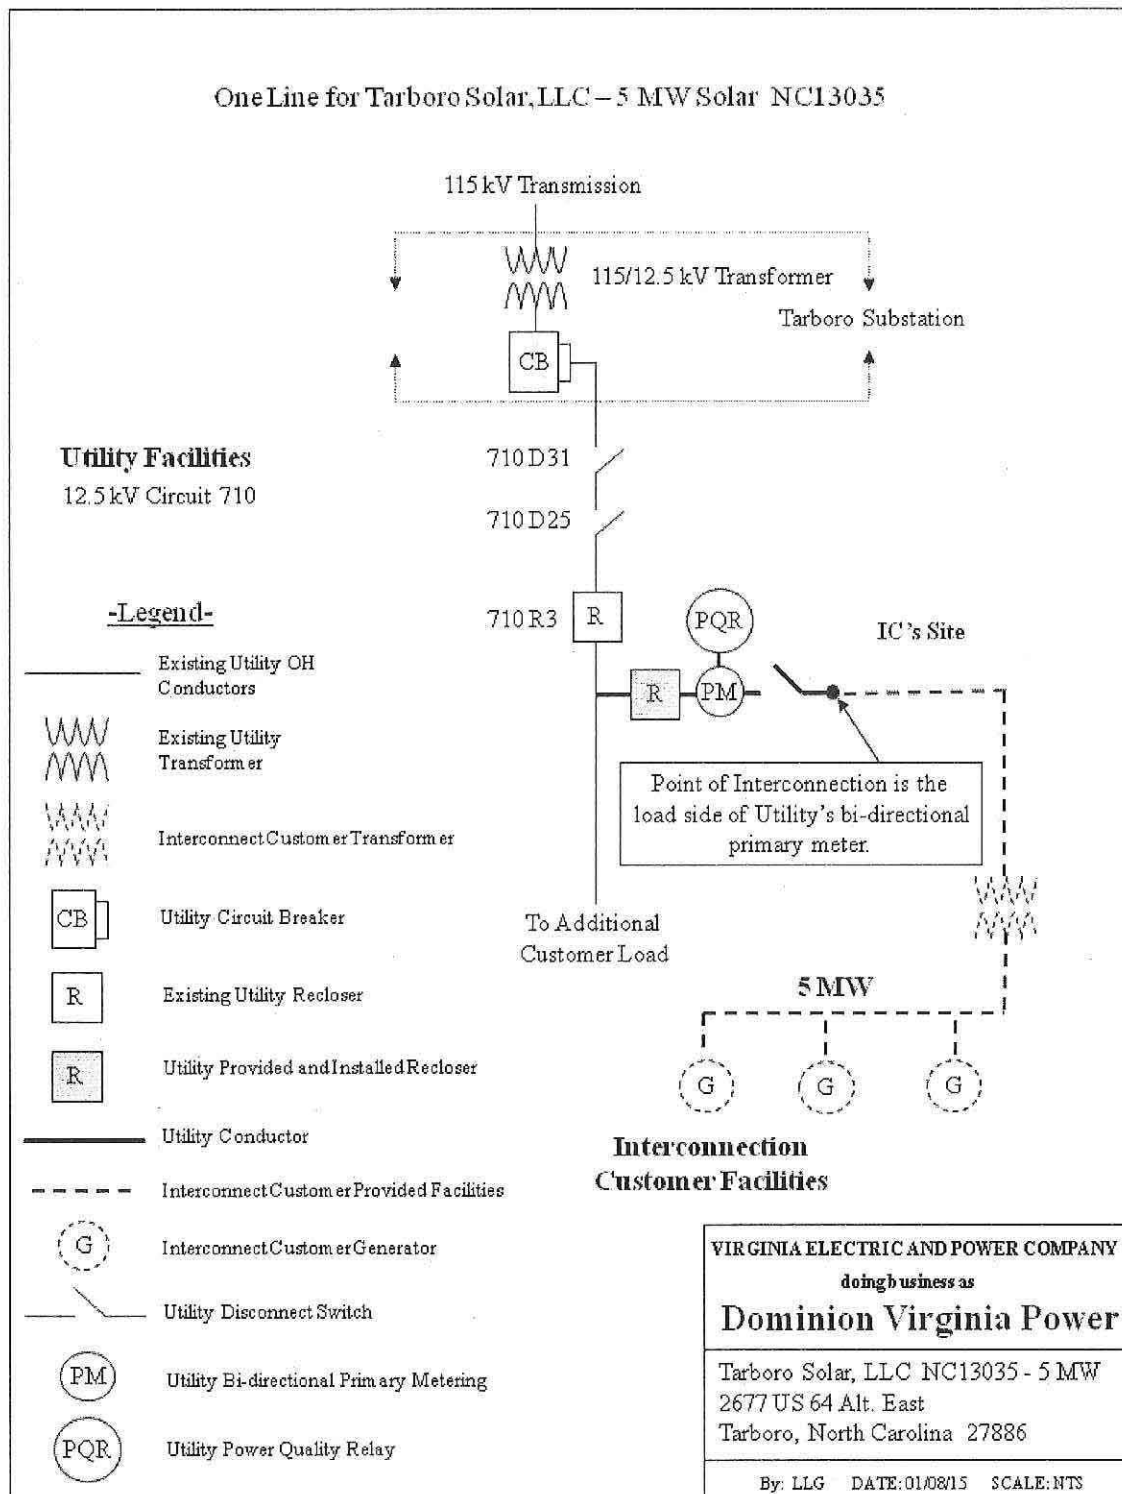 One Line for Tarboro Solar, LLC – 5 MW Solar NC13035
115 kV Transmission
115/12.5 kV Transformer
Tarboro Substation
CB
Utility Facilities
12.5 kV Circuit 710
710 D31
710 D25
710 R3
R
PQR
IC's Site
R
PM
Point of Interconnection is the
load side of Utility's bi-directional
primary meter.
To Additional
Customer Load
5 MW
G
G
G
Interconnection
Customer Facilities
-Legend-
Existing Utility OH
Conductors
Existing Utility
Transformer
Interconnect Customer Transformer
CB
Utility Circuit Breaker
R
Existing Utility Recloser
R
Utility Provided and Installed Recloser
Utility Conductor
Interconnect Customer Provided Facilities
G
Interconnect Customer Generator
Utility Disconnect Switch
PM
Utility Bi-directional Primary Metering
PQR
Utility Power Quality Relay
VIRGINIA ELECTRIC AND POWER COMPANY
doing business as
Dominion Virginia Power
Tarboro Solar, LLC NC13035 - 5 MW
2677 US 64 Alt. East
Tarboro, North Carolina 27886
By: LLG DATE: 01/08/15 SCALE: NTS